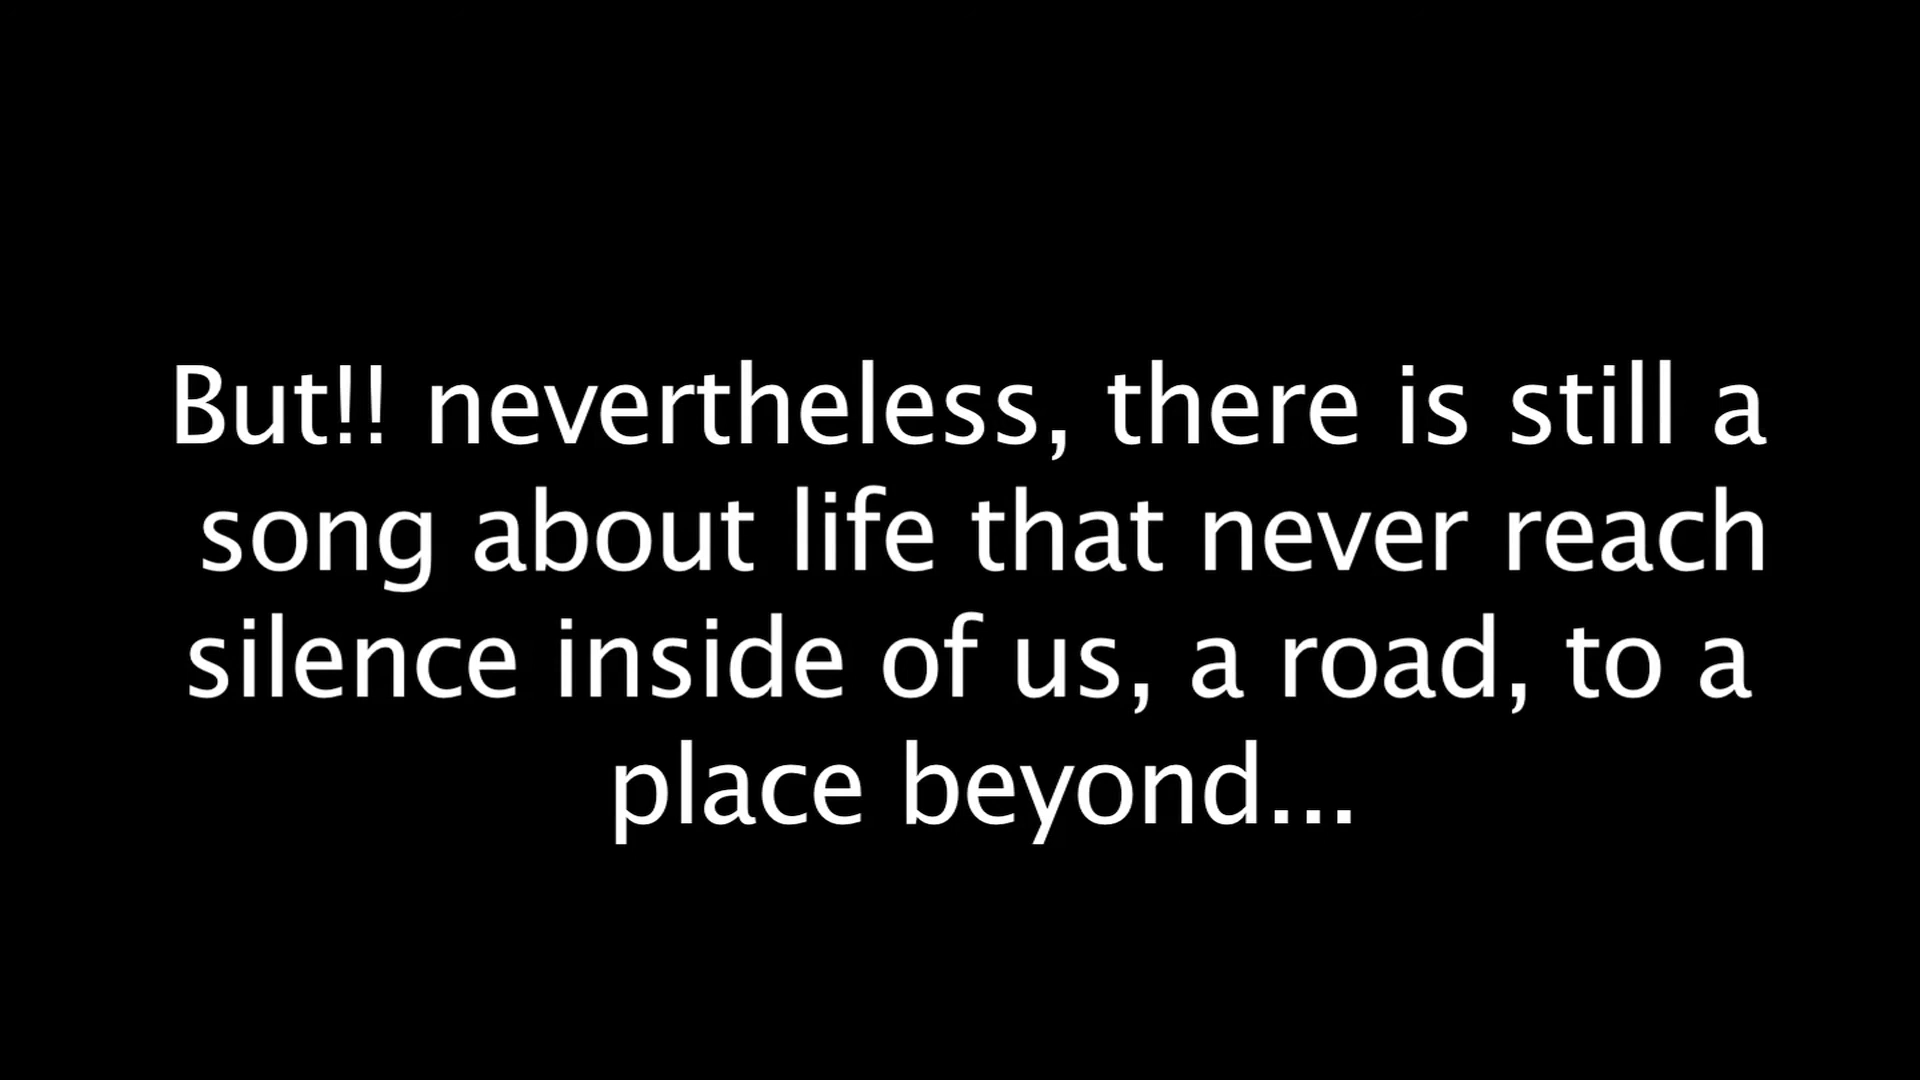 But!! nevertheless, there is still a
song about life that never reach
silence inside of us, a road, to a
place beyond...